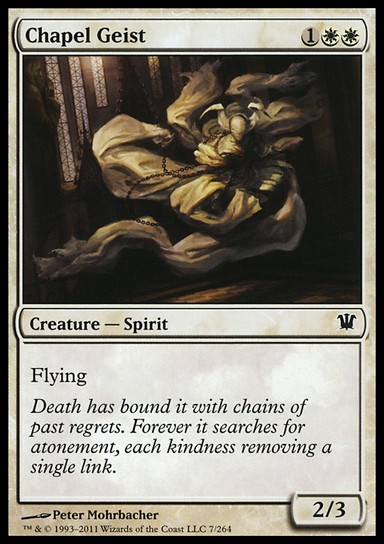 Chapel Geist 1
Creature — Spirit
Flying
Death has bound it with chains of
past regrets. Forever it searches for
atonement, each kindness removing a
single link.
Peter Mohrbacher
™ & © 1993–2011 Wizards of the Coast LLC 7/264
2/3